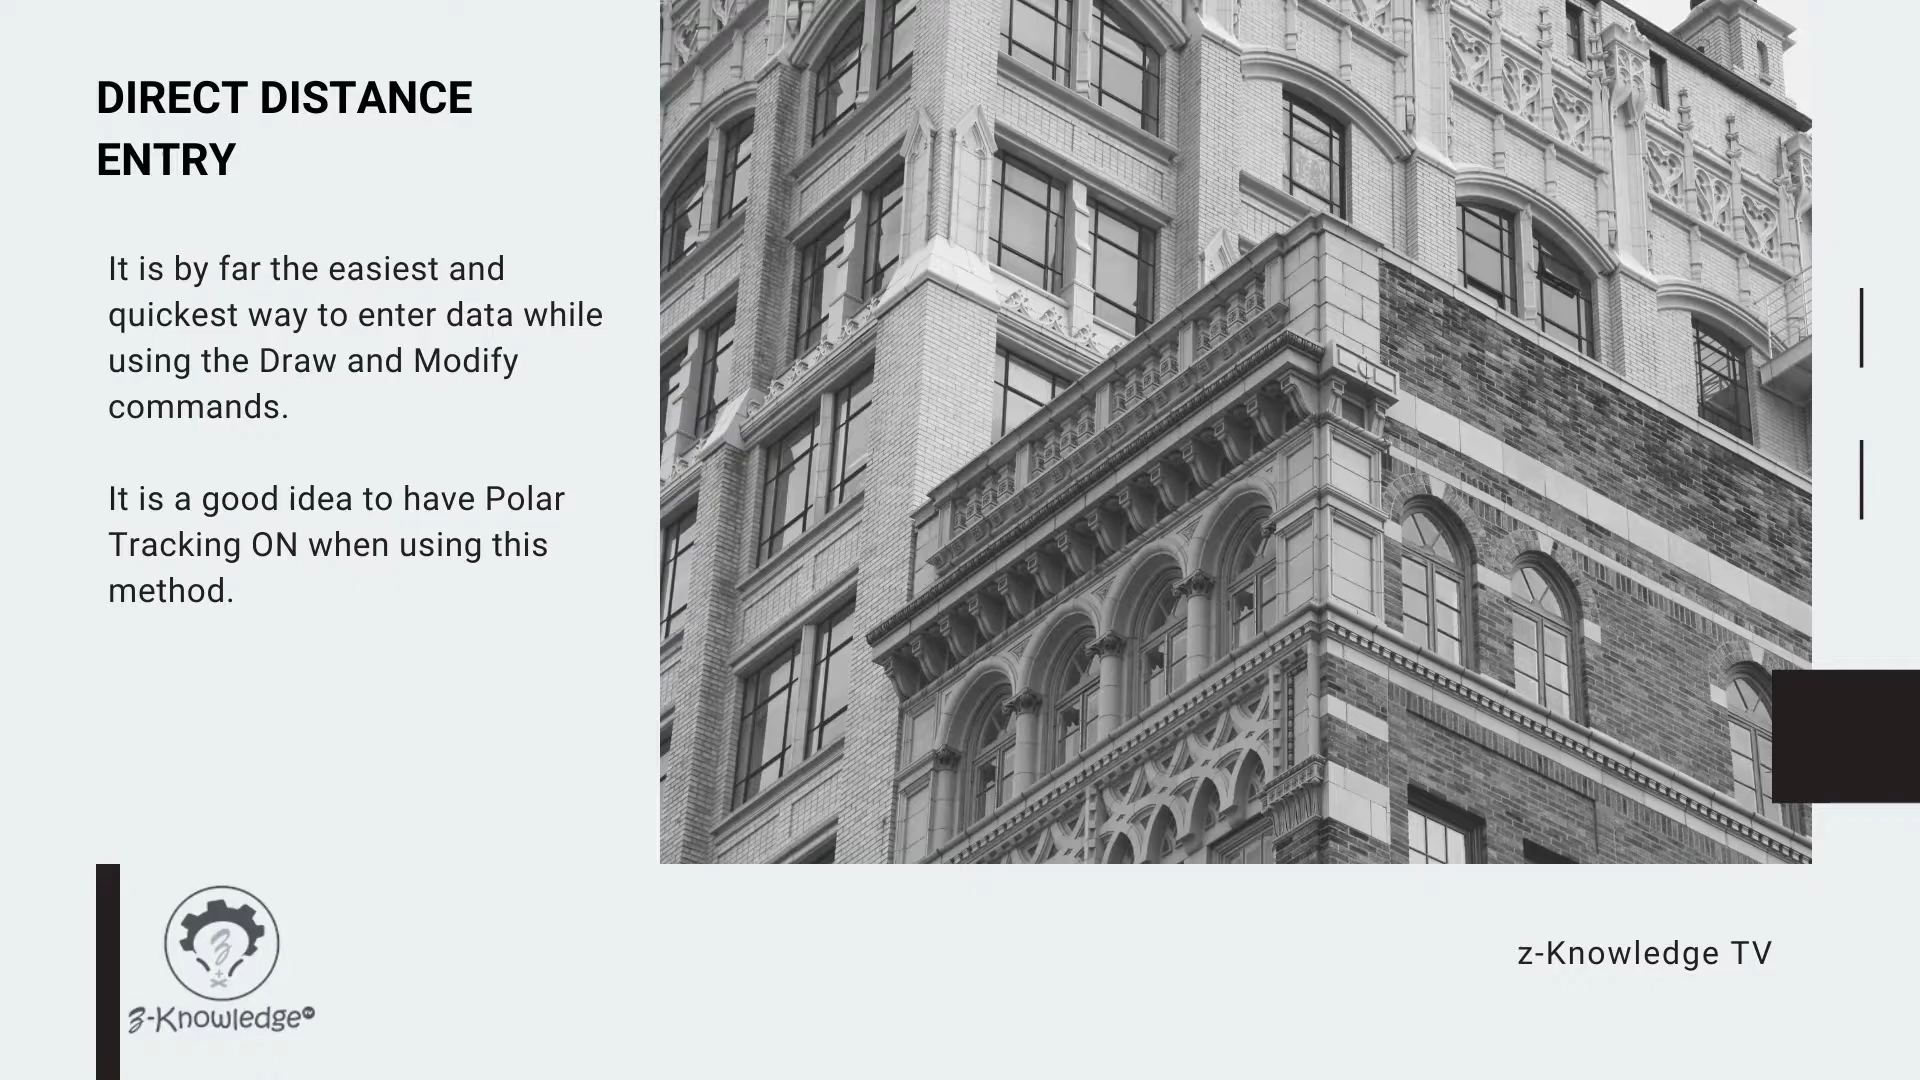 DIRECT DISTANCE
ENTRY
It is by far the easiest and
quickest way to enter data while
using the Draw and Modify
commands.
It is a good idea to have Polar
Tracking ON when using this
method.
z-Knowledge
z-Knowledge TV